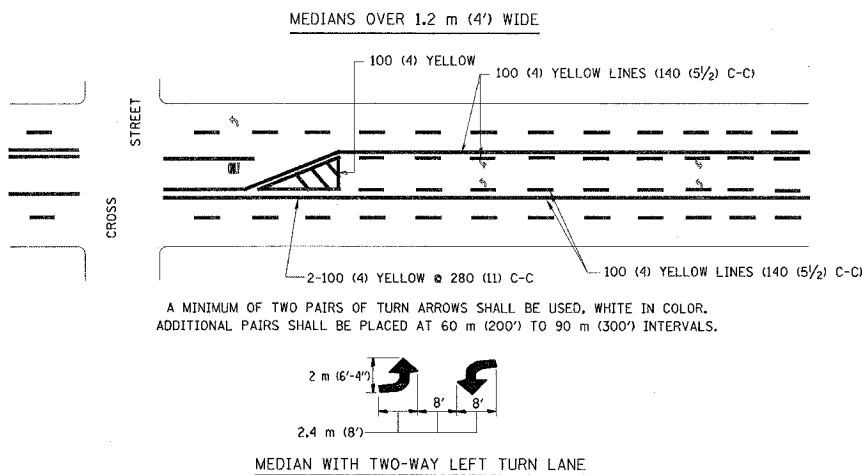 MEDIANS OVER 1.2 m (4') WIDE
100 (4) YELLOW
100 (4) YELLOW LINES (140 (5½) C-C)
STREET
CROSS
2-100 (4) YELLOW @ 280 (11) C-C
100 (4) YELLOW LINES (140 (5½) C-C)
A MINIMUM OF TWO PAIRS OF TURN ARROWS SHALL BE USED, WHITE IN COLOR.
ADDITIONAL PAIRS SHALL BE PLACED AT 60 m (200') TO 90 m (300') INTERVALS.
2 m (6'-4")
8'
8'
2.4 m (8')
MEDIAN WITH TWO-WAY LEFT TURN LANE